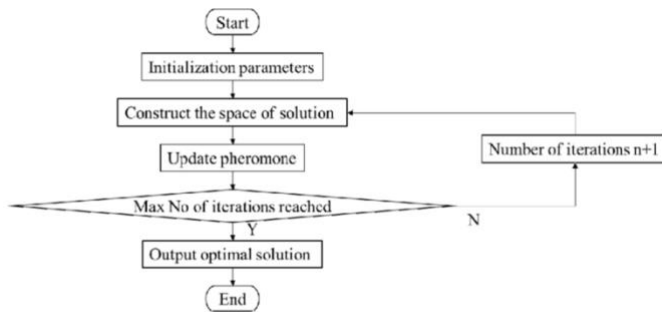 Start
Initialization parameters
Construct the space of solution
Update pheromone
Number of iterations n+1
Max No of iterations reached
N
Y
Output optimal solution
End